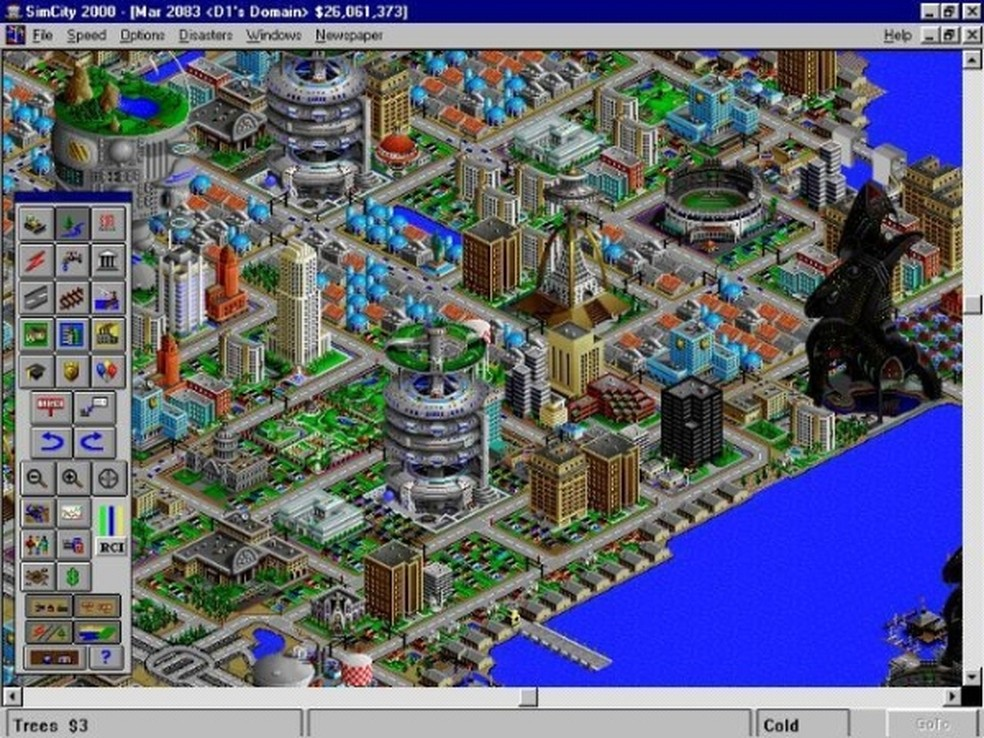 SimCity 2000 - [Mar 2083 <D1's Domain> $26,061,373]
File Speed Options Disasters Windows Newspaper Help
RCI
?
Trees $3 Cold GoTo